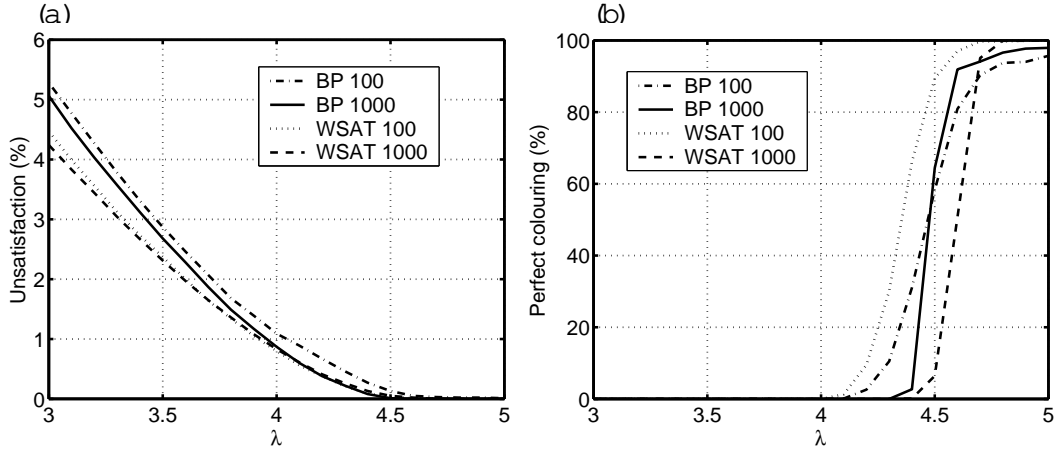 (a)
6
5
4
3
2
1
0
Unsatisfaction (%)
BP 100
BP 1000
WSAT 100
WSAT 1000
3 3.5 4 4.5 5
λ
(b)
100
80
60
40
20
0
Perfect colouring (%)
BP 100
BP 1000
WSAT 100
WSAT 1000
3 3.5 4 4.5 5
λ